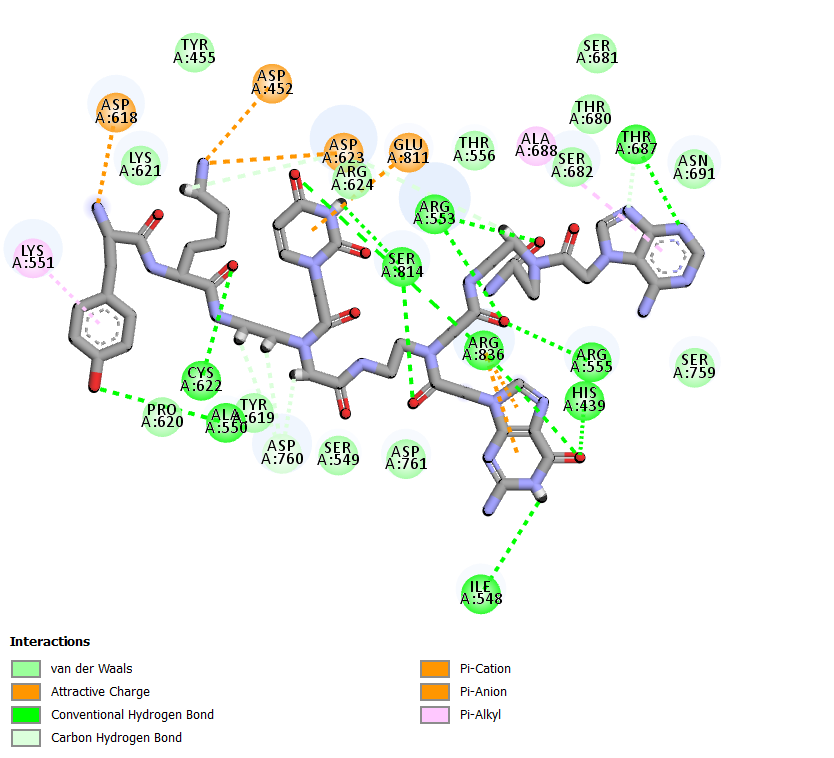 TYR
A:455
SER
A:681
ASP
A:452
ASP
A:618
THR
A:680
ALA
A:688
THR
A:687
LYS
A:621
ASP
A:623
GLU
A:811
THR
A:556
SER
A:682
ASN
A:691
ARG
A:624
ARG
A:553
LYS
A:551
SER
A:814
ARG
A:836
ARG
A:555
SER
A:759
CYS
A:622
HIS
A:439
PRO
A:620
ALA
A:550
TYR
A:619
ASP
A:760
SER
A:549
ASP
A:761
ILE
A:548
Interactions
van der Waals
Attractive Charge
Conventional Hydrogen Bond
Carbon Hydrogen Bond
Pi-Cation
Pi-Anion
Pi-Alkyl